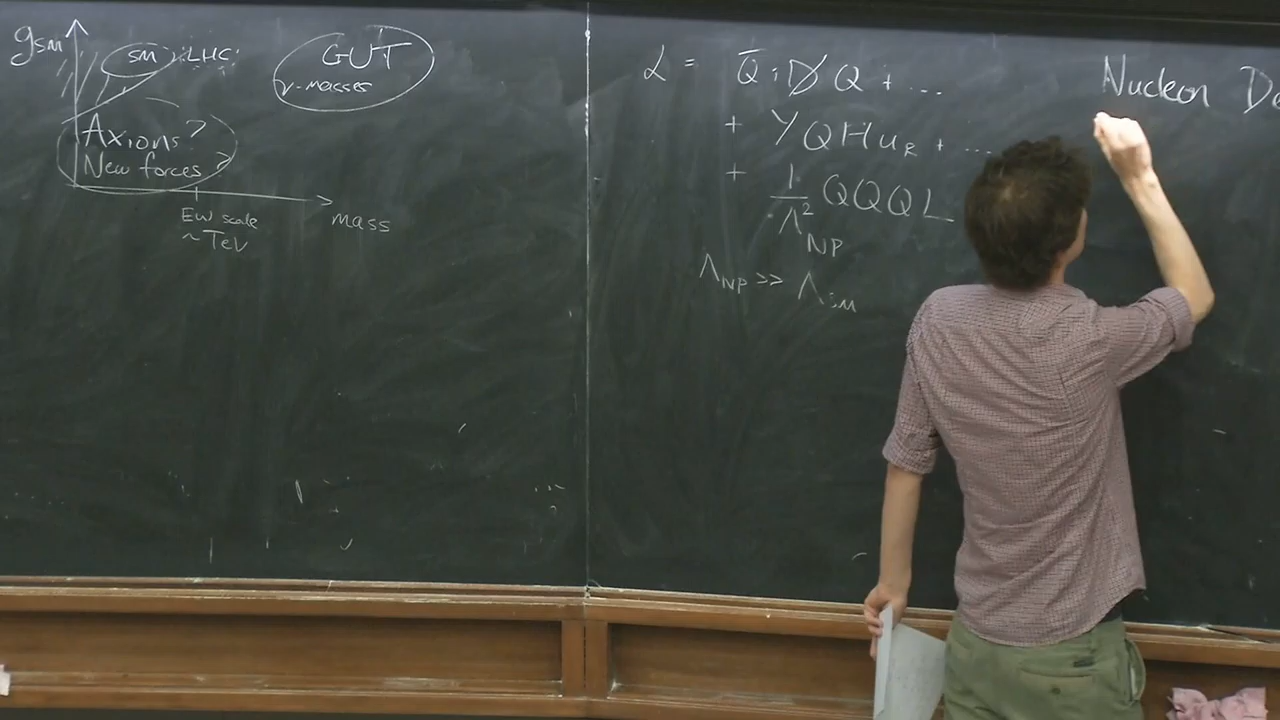 g_SM
SM LHC
GUT
ν-masses
Axions?
New forces?
EW scale
~TeV
mass
ℒ = Q̄ i D̸ Q + ...
+ Y Q H u_R + ...
+ 1/Λ²_NP QQQL
Λ_NP >> Λ_SM
Nucleon